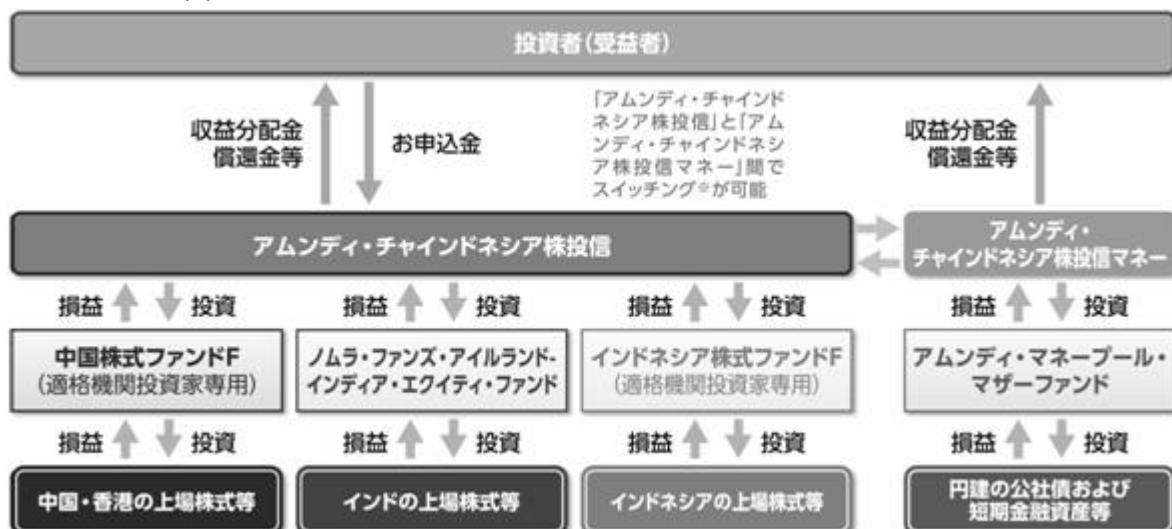 投資者(受益者)
収益分配金
償還金等
お申込金
「アムンディ・チャインド
ネシア株投信」と「アム
ンディ・チャインドネシ
ア株投信マネー」間で
スイッチング※が可能
収益分配金
償還金等
アムンディ・チャインドネシア株投信
アムンディ・
チャインドネシア株投信マネー
損益 投資
損益 投資
損益 投資
損益 投資
中国株式ファンドF
(適格機関投資家専用)
ノムラ・ファンズ・アイルランド-
インディア・エクイティ・ファンド
インドネシア株式ファンドF
(適格機関投資家専用)
アムンディ・マネープール・
マザーファンド
損益 投資
損益 投資
損益 投資
損益 投資
中国・香港の上場株式等
インドの上場株式等
インドネシアの上場株式等
円建の公社債および
短期金融資産等